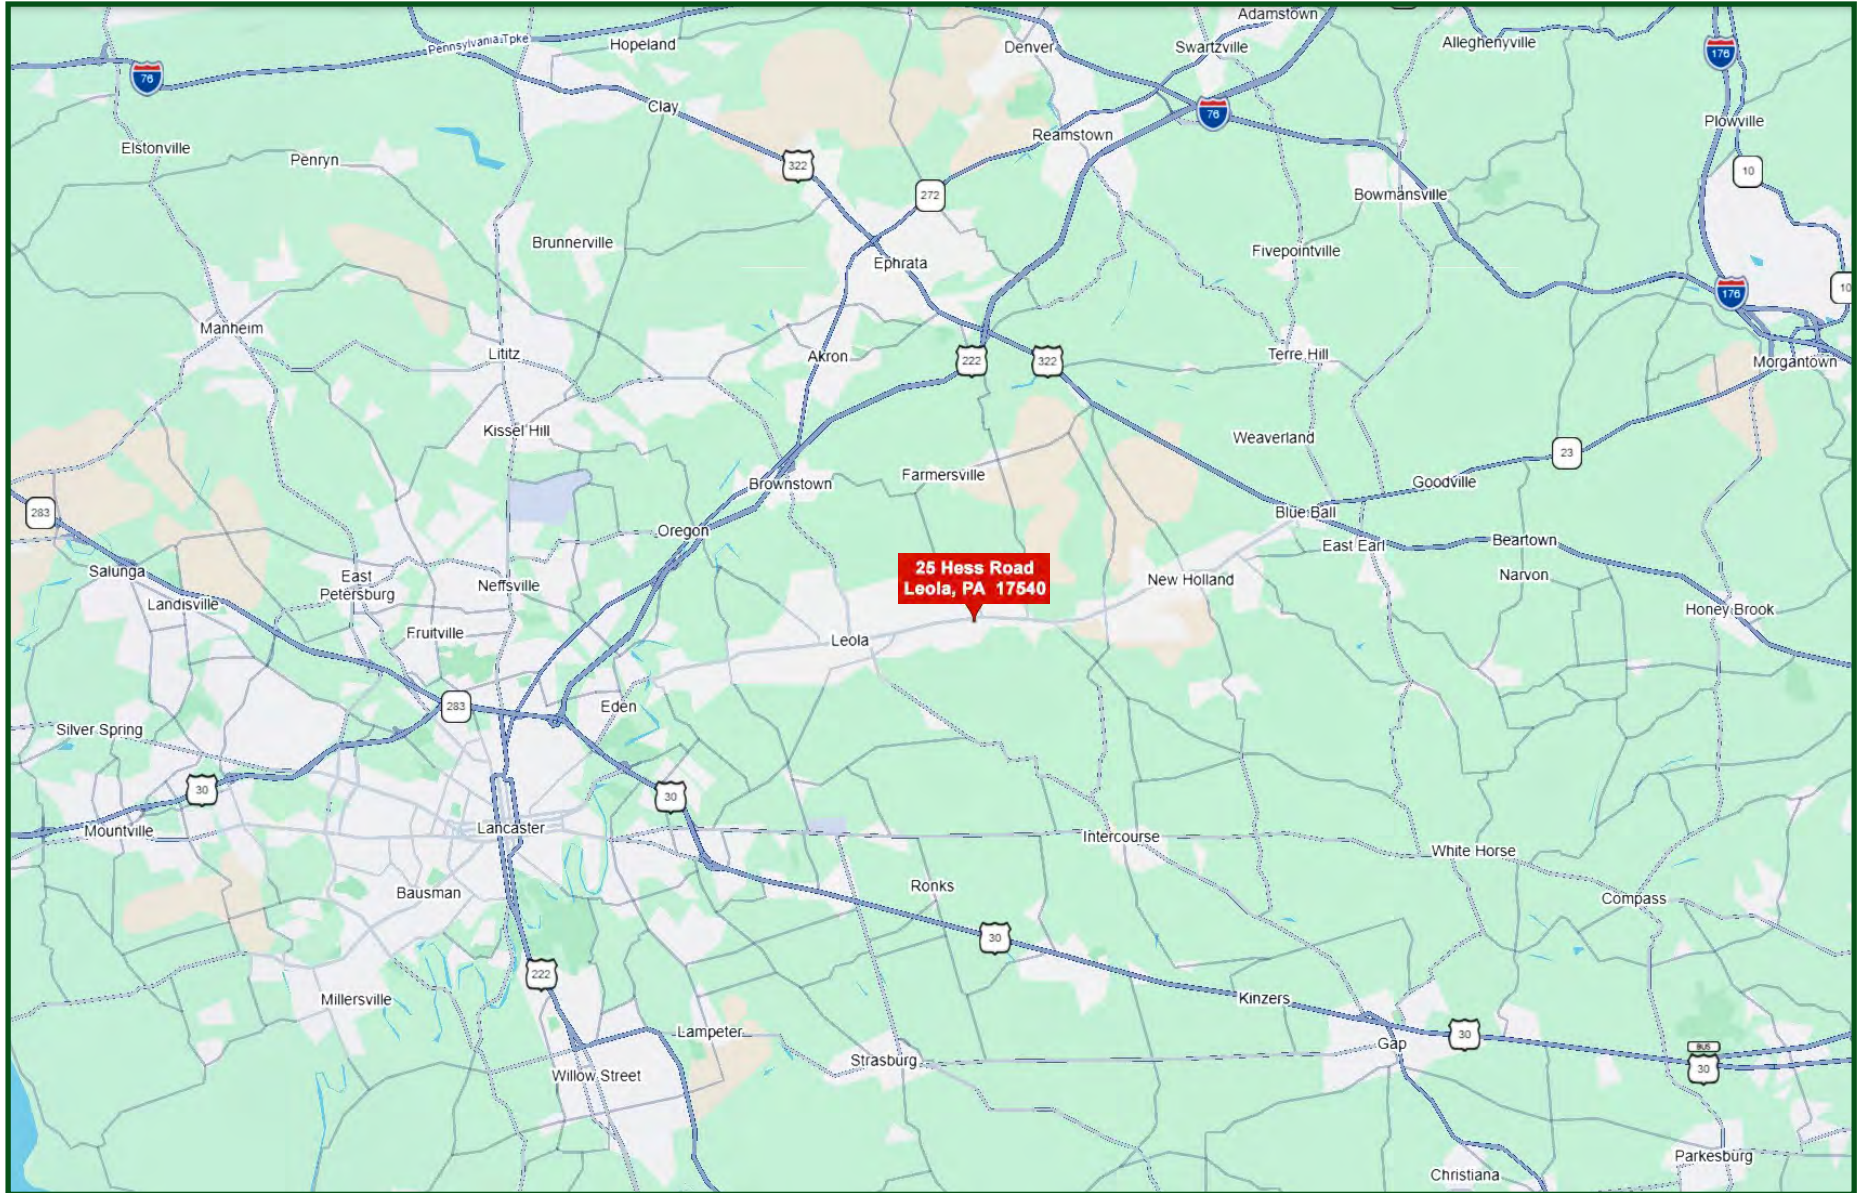 Adamstown
Hopeland
Denver
Swartzville
Alleghenyville
Pennsylvania Tpke
176
76
Clay
76
Plowville
Reamstown
Elstonville
Penryn
322
10
272
Bowmansville
Brunnerville
Fivepointville
Ephrata
10
176
Manheim
Lititz
Akron
222
322
Terre Hill
Morgantown
Kissel Hill
Weaverland
23
Farmersville
Brownstown
Goodville
283
Blue Ball
Oregon
East Earl
Beartown
25 Hess Road
Leola, PA 17540
Salunga
East
Petersburg
Neffsville
New Holland
Narvon
Landisville
Honey Brook
Fruitville
Leola
283
Eden
Silver Spring
30
30
Mountville
Lancaster
Intercourse
White Horse
Bausman
Ronks
Compass
30
222
Millersville
Kinzers
Lampeter
30
Gap
BUS
30
Strasburg
Willow Street
Parkesburg
Christiana